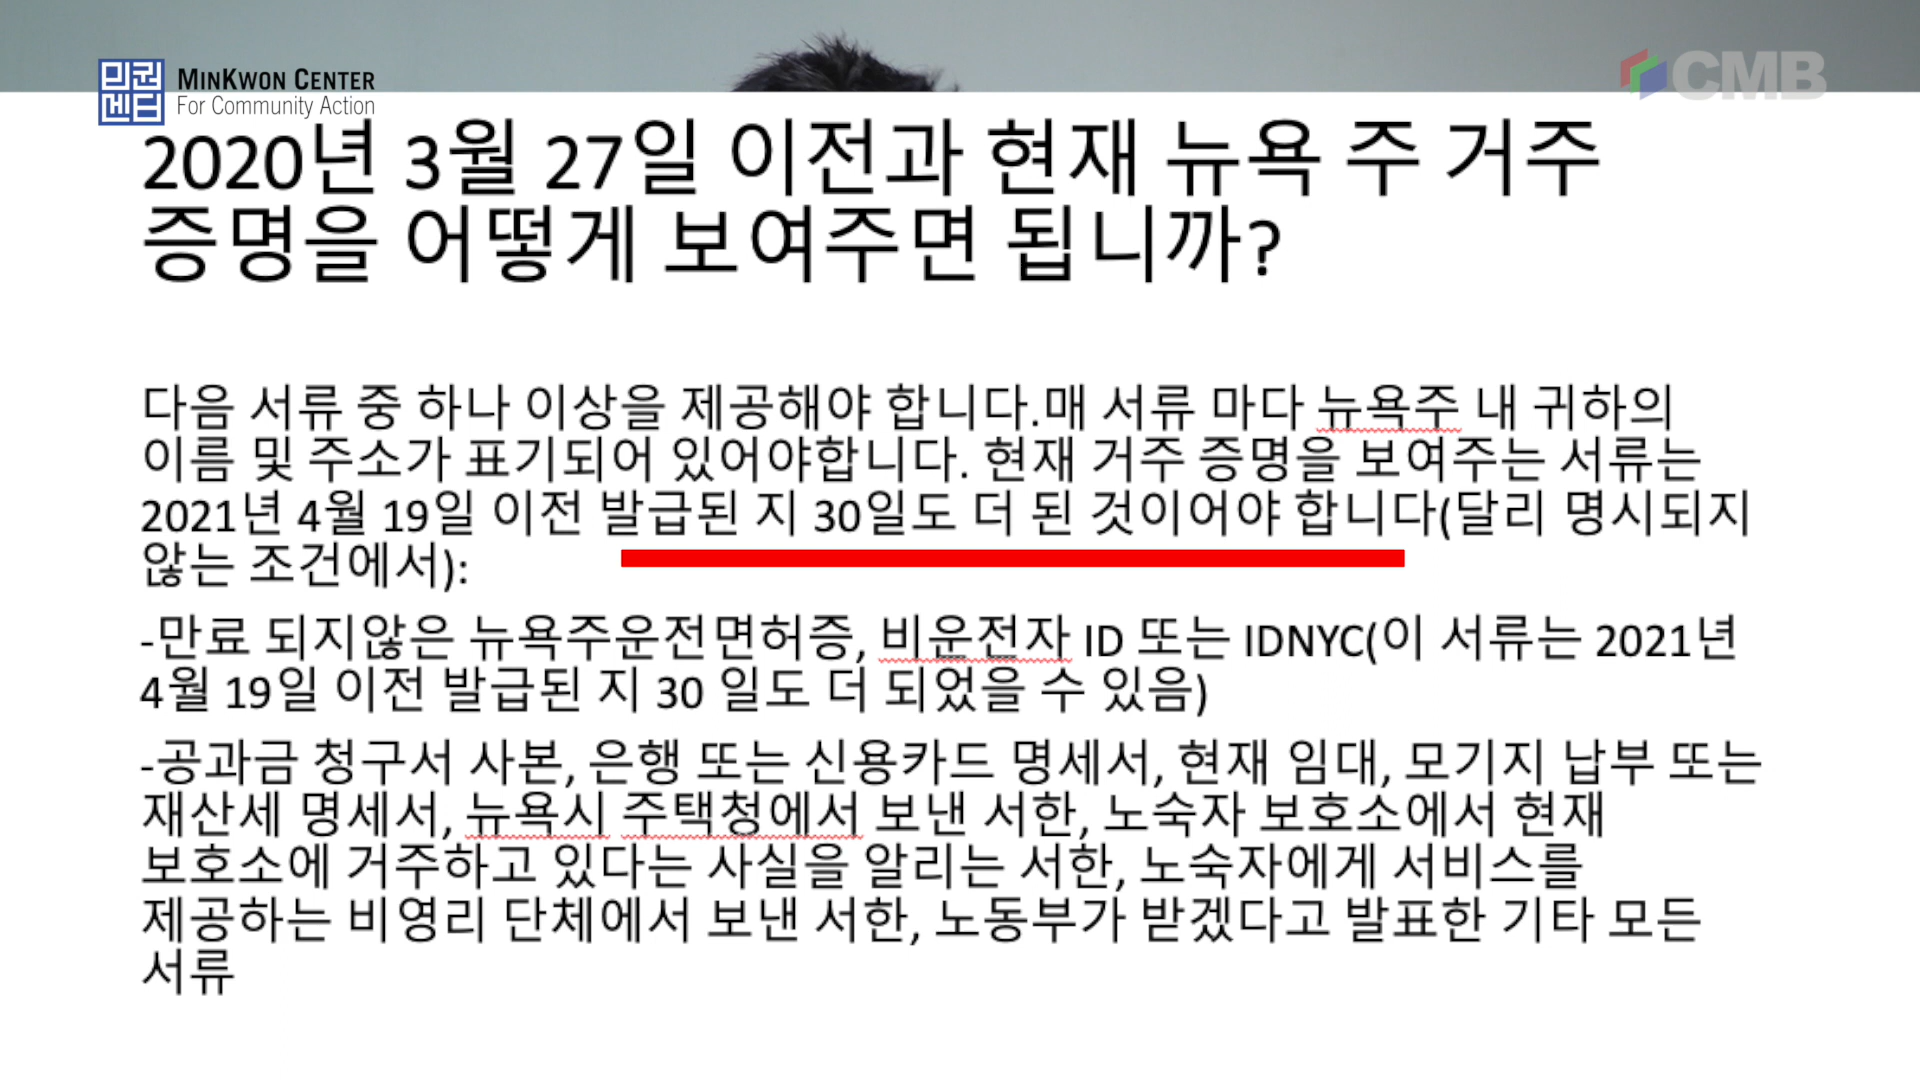 민권센터
MINKWON CENTER
For Community Action
CMB
2020년 3월 27일 이전과 현재 뉴욕 주 거주
증명을 어떻게 보여주면 됩니까?
다음 서류 중 하나 이상을 제공해야 합니다.매 서류 마다 뉴욕주 내 귀하의
이름 및 주소가 표기되어 있어야합니다. 현재 거주 증명을 보여주는 서류는
2021년 4월 19일 이전 발급된 지 30일도 더 된 것이어야 합니다(달리 명시되지
않는 조건에서):
-만료 되지않은 뉴욕주운전면허증, 비운전자 ID 또는 IDNYC(이 서류는 2021년
4월 19일 이전 발급된 지 30 일도 더 되었을 수 있음)
-공과금 청구서 사본, 은행 또는 신용카드 명세서, 현재 임대, 모기지 납부 또는
재산세 명세서, 뉴욕시 주택청에서 보낸 서한, 노숙자 보호소에서 현재
보호소에 거주하고 있다는 사실을 알리는 서한, 노숙자에게 서비스를
제공하는 비영리 단체에서 보낸 서한, 노동부가 받겠다고 발표한 기타 모든
서류